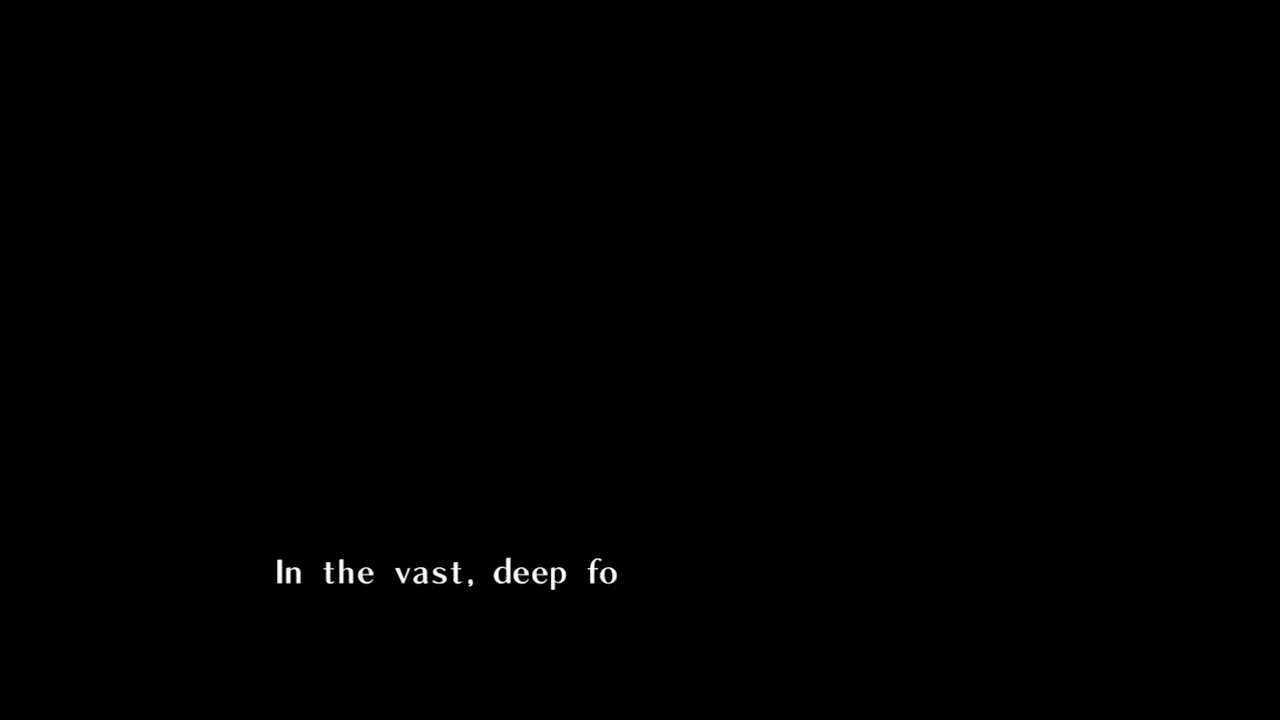 In the vast, deep fo